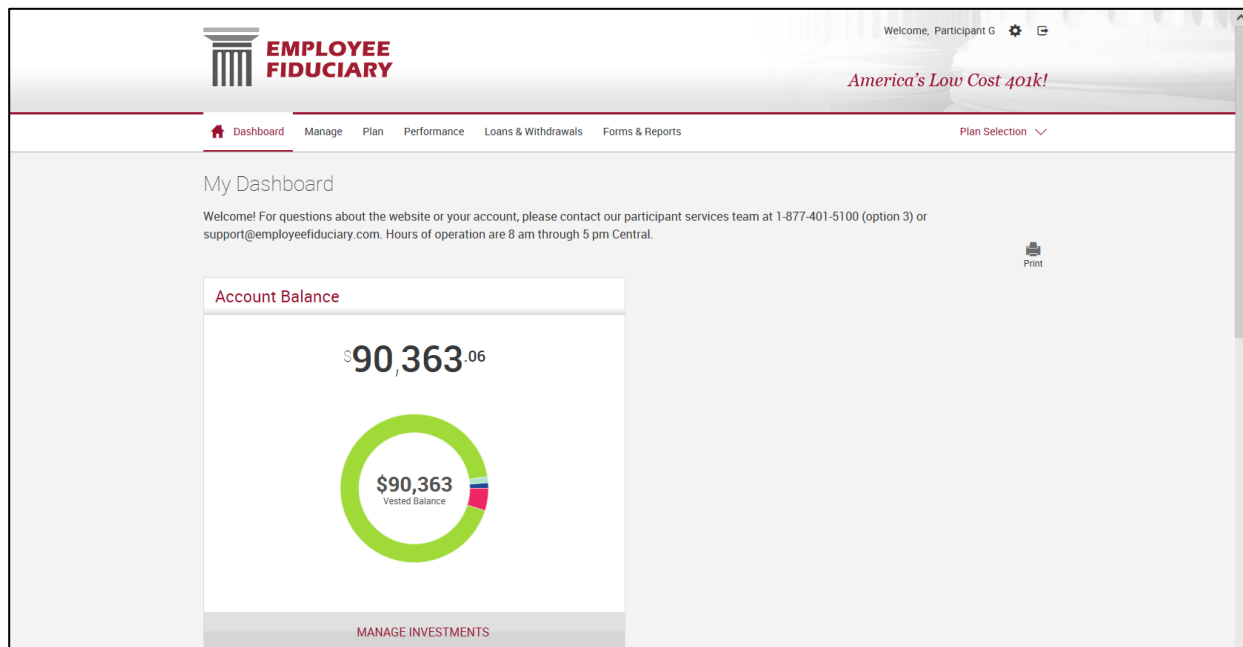 EMPLOYEE
FIDUCIARY
Welcome, Participant G
America's Low Cost 401k!
Dashboard Manage Plan Performance Loans & Withdrawals Forms & Reports Plan Selection
My Dashboard
Welcome! For questions about the website or your account, please contact our participant services team at 1-877-401-5100 (option 3) or
support@employeefiduciary.com. Hours of operation are 8 am through 5 pm Central.
Print
Account Balance
$90,363.06
$90,363
Vested Balance
MANAGE INVESTMENTS